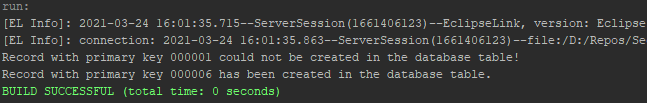 run:
[EL Info]: 2021-03-24 16:01:35.715--ServerSession(1661406123)--EclipseLink, version: Eclipse
[EL Info]: connection: 2021-03-24 16:01:35.863--ServerSession(1661406123)--file:/D:/Repos/Se
Record with primary key 000001 could not be created in the database table!
Record with primary key 000006 has been created in the database table.
BUILD SUCCESSFUL (total time: 0 seconds)